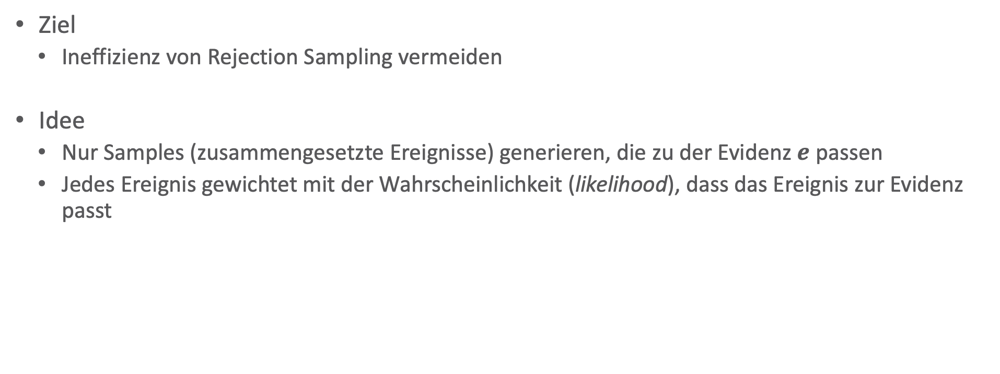 • Ziel
• Ineffizienz von Rejection Sampling vermeiden
• Idee
• Nur Samples (zusammengesetzte Ereignisse) generieren, die zu der Evidenz e passen
• Jedes Ereignis gewichtet mit der Wahrscheinlichkeit (likelihood), dass das Ereignis zur Evidenz
passt